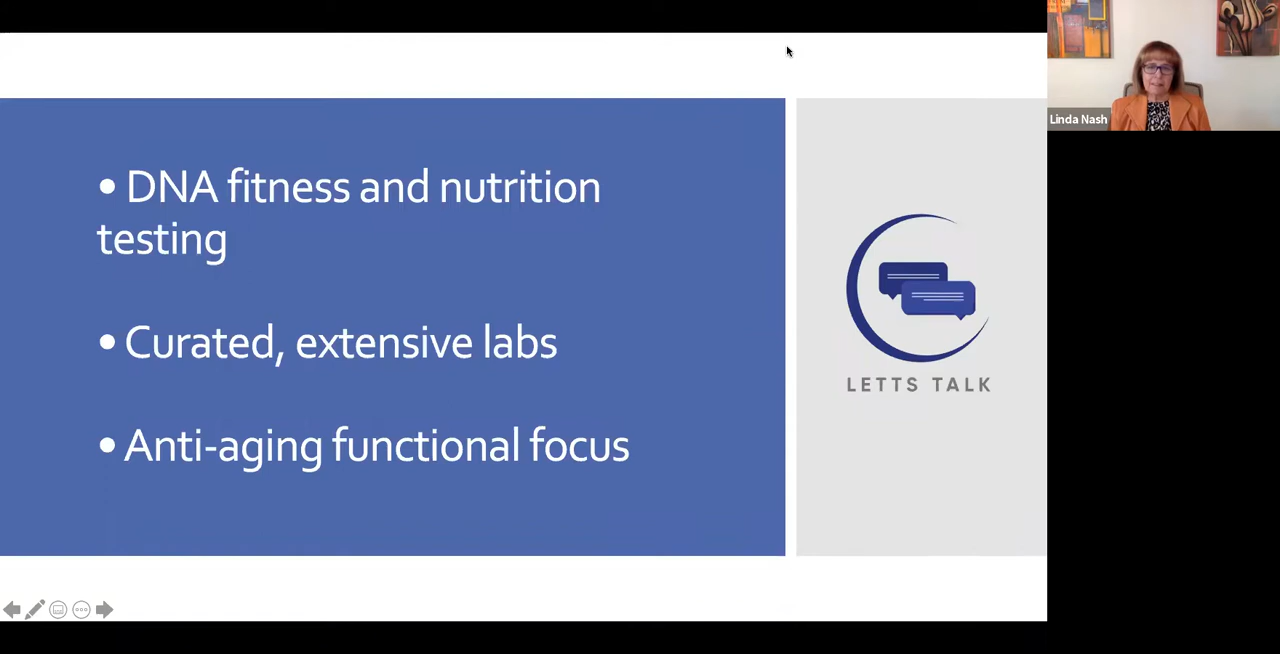 • DNA fitness and nutrition
testing
• Curated, extensive labs
• Anti-aging functional focus
LETTS TALK
Linda Nash